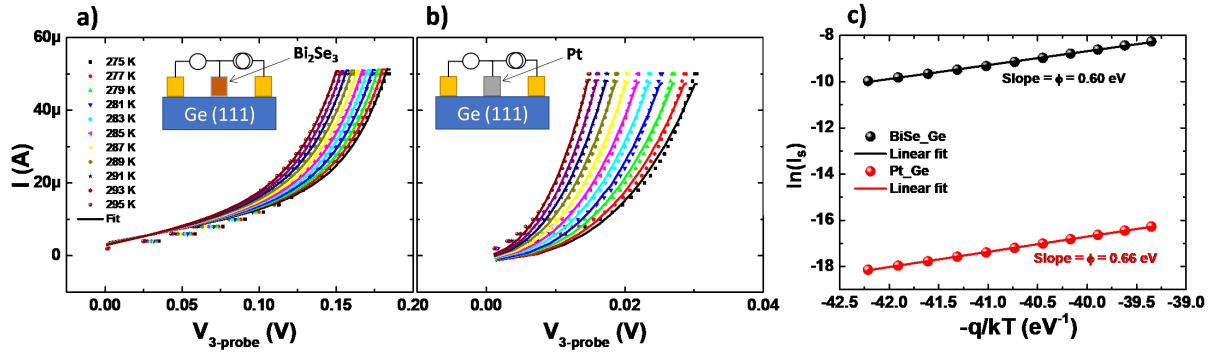 a)
60µ
40µ
20µ
0
I (A)
275 K
277 K
279 K
281 K
283 K
285 K
287 K
289 K
291 K
293 K
295 K
Fit
Bi2Se3
Ge (111)
0.00
0.05
0.10
0.15
0.20
V3-probe (V)
b)
Pt
Ge (111)
0.00
0.02
0.04
V3-probe (V)
c)
-8
-10
-12
-14
-16
-18
ln(Is)
Slope = ϕ = 0.60 eV
BiSe_Ge
Linear fit
Pt_Ge
Linear fit
Slope = ϕ = 0.66 eV
-42.5
-42.0
-41.5
-41.0
-40.5
-40.0
-39.5
-39.0
-q/kT (eV-1)